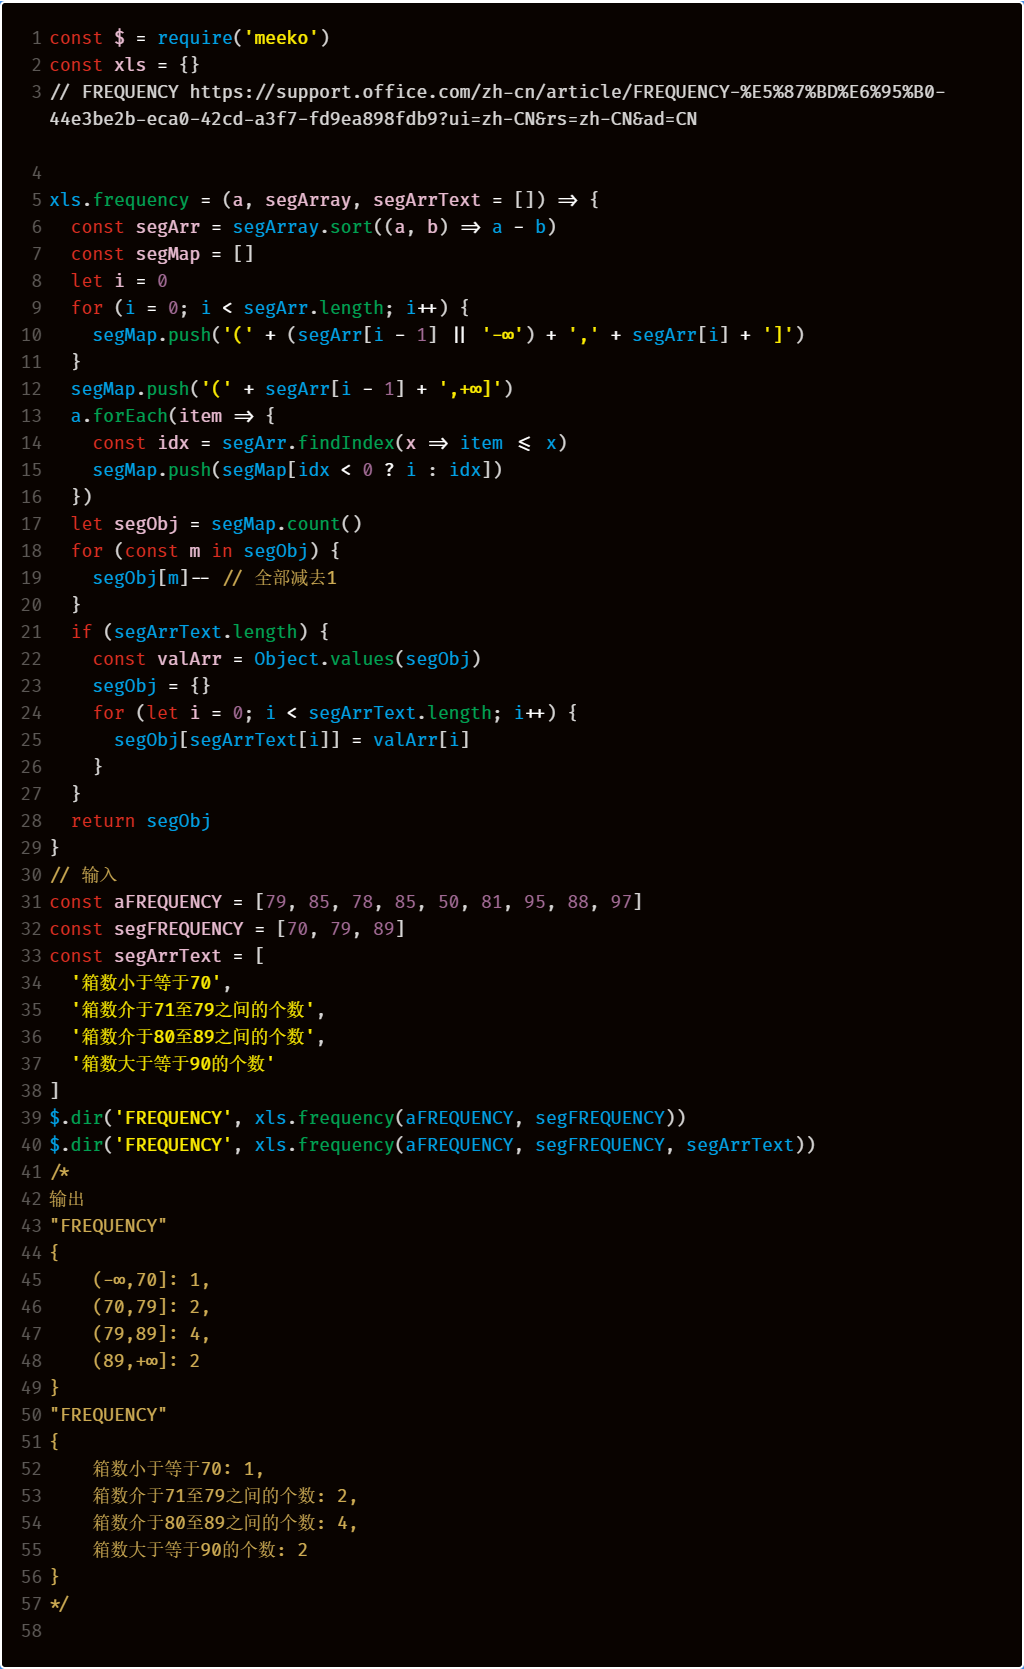 1 const $ = require('meeko')
2 const xls = {}
3 // FREQUENCY https://support.office.com/zh-cn/article/FREQUENCY-%E5%87%BD%E6%95%B0-
44e3be2b-eca0-42cd-a3f7-fd9ea898fdb9?ui=zh-CN&rs=zh-CN&ad=CN
4
5 xls.frequency = (a, segArray, segArrText = []) => {
6   const segArr = segArray.sort((a, b) => a - b)
7   const segMap = []
8   let i = 0
9   for (i = 0; i < segArr.length; i++) {
10     segMap.push('(' + (segArr[i - 1] || '-∞') + ',' + segArr[i] + ']')
11   }
12   segMap.push('(' + segArr[i - 1] + ',+∞]')
13   a.forEach(item => {
14     const idx = segArr.findIndex(x => item <= x)
15     segMap.push(segMap[idx < 0 ? i : idx])
16   })
17   let segObj = segMap.count()
18   for (const m in segObj) {
19     segObj[m]-- // 全部减去1
20   }
21   if (segArrText.length) {
22     const valArr = Object.values(segObj)
23     segObj = {}
24     for (let i = 0; i < segArrText.length; i++) {
25       segObj[segArrText[i]] = valArr[i]
26     }
27   }
28   return segObj
29 }
30 // 输入
31 const aFREQUENCY = [79, 85, 78, 85, 50, 81, 95, 88, 97]
32 const segFREQUENCY = [70, 79, 89]
33 const segArrText = [
34   '箱数小于等于70',
35   '箱数介于71至79之间的个数',
36   '箱数介于80至89之间的个数',
37   '箱数大于等于90的个数'
38 ]
39 $.dir('FREQUENCY', xls.frequency(aFREQUENCY, segFREQUENCY))
40 $.dir('FREQUENCY', xls.frequency(aFREQUENCY, segFREQUENCY, segArrText))
41 /*
42 输出
43 "FREQUENCY"
44 {
45     (-∞,70]: 1,
46     (70,79]: 2,
47     (79,89]: 4,
48     (89,+∞]: 2
49 }
50 "FREQUENCY"
51 {
52     箱数小于等于70: 1,
53     箱数介于71至79之间的个数: 2,
54     箱数介于80至89之间的个数: 4,
55     箱数大于等于90的个数: 2
56 }
57 */
58